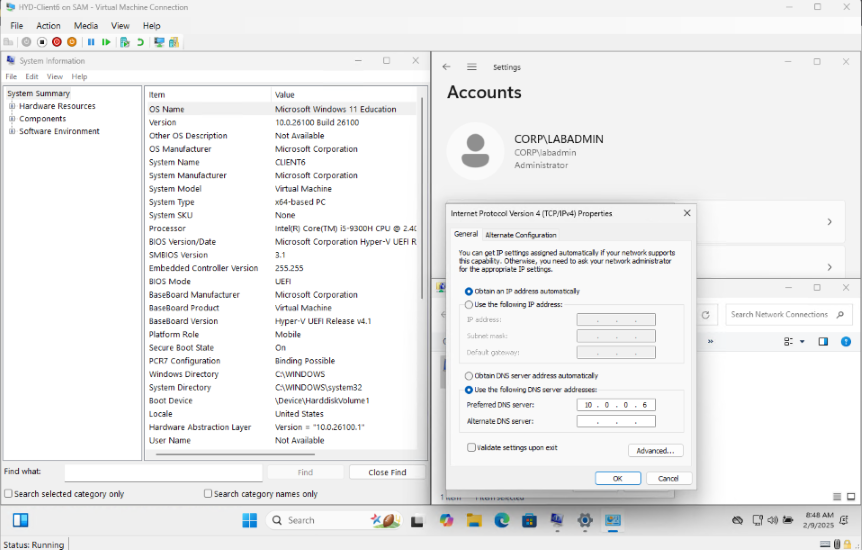 HYD-Client6 on SAM - Virtual Machine Connection
File Action Media View Help
System Information
File Edit View Help
System Summary
Hardware Resources
Components
Software Environment
Item Value
OS Name Microsoft Windows 11 Education
Version 10.0.26100 Build 26100
Other OS Description Not Available
OS Manufacturer Microsoft Corporation
System Name CLIENT6
System Manufacturer Microsoft Corporation
System Model Virtual Machine
System Type x64-based PC
System SKU None
Processor Intel(R) Core(TM) i5-9300H CPU @ 2.40
BIOS Version/Date Microsoft Corporation Hyper-V UEFI R
SMBIOS Version 3.1
Embedded Controller Version 255.255
BIOS Mode UEFI
BaseBoard Manufacturer Microsoft Corporation
BaseBoard Product Virtual Machine
BaseBoard Version Hyper-V UEFI Release v4.1
Platform Role Mobile
Secure Boot State On
PCR7 Configuration Binding Possible
Windows Directory C:\WINDOWS
System Directory C:\WINDOWS\system32
Boot Device \Device\HarddiskVolume1
Locale United States
Hardware Abstraction Layer Version = "10.0.26100.1"
User Name Not Available
Find what: Find Close Find
Search selected category only Search category names only
Settings
Accounts
CORP\LABADMIN
CORP\labadmin
Administrator
Internet Protocol Version 4 (TCP/IPv4) Properties
General Alternate Configuration
You can get IP settings assigned automatically if your network supports
this capability. Otherwise, you need to ask your network administrator
for the appropriate IP settings.
Obtain an IP address automatically
Use the following IP address:
IP address: . . .
Subnet mask: . . .
Default gateway: . . .
Obtain DNS server address automatically
Use the following DNS server addresses:
Preferred DNS server: 10 . 0 . 0 . 6
Alternate DNS server: . . .
Validate settings upon exit Advanced...
OK Cancel
Search Network Connections
1 item 1 item selected
Search
8:48 AM
2/9/2025
Status: Running